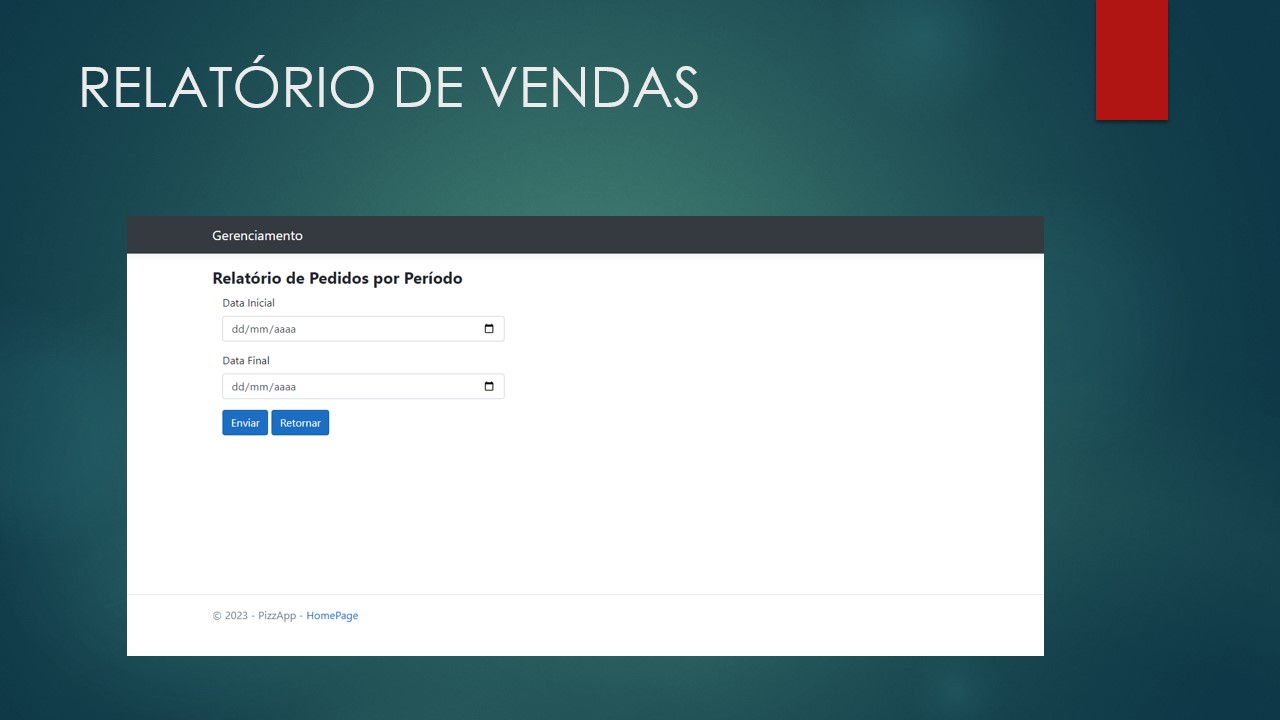 RELATÓRIO DE VENDAS
Gerenciamento
Relatório de Pedidos por Período
Data Inicial
dd/mm/aaaa
Data Final
dd/mm/aaaa
Enviar Retornar
© 2023 - PizzApp - HomePage